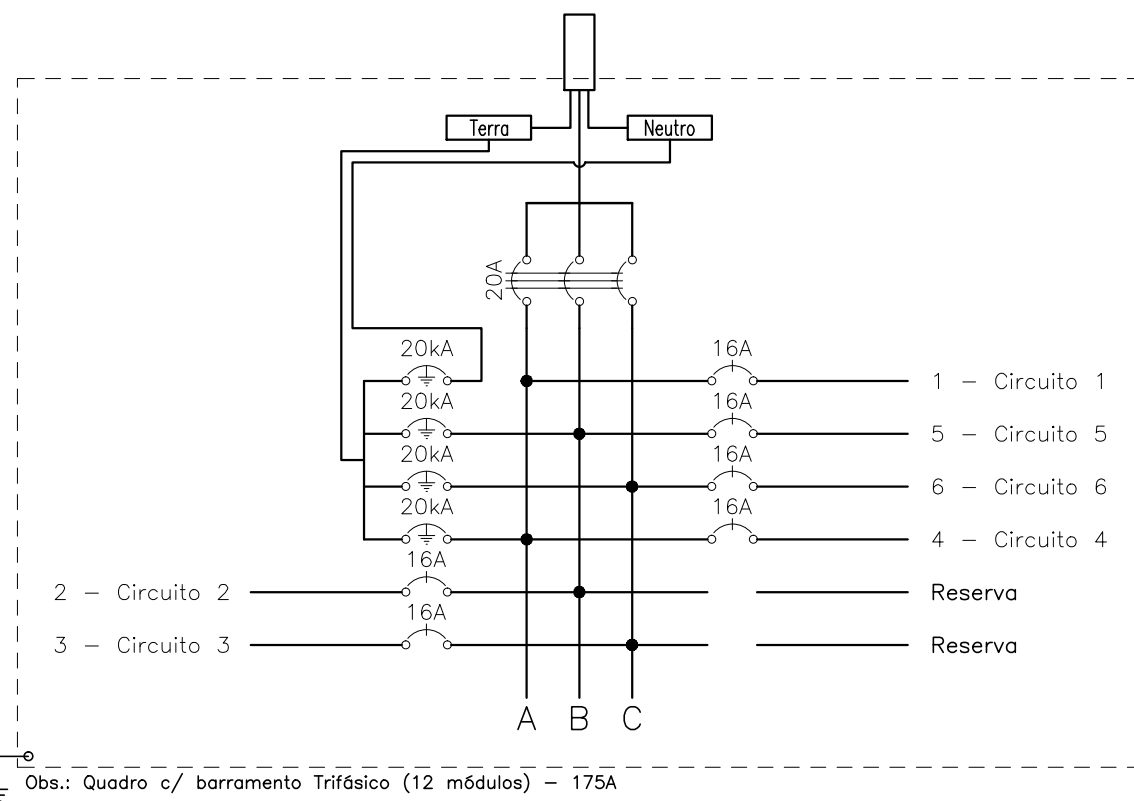 Terra
Neutro
20A
20kA
16A
1 - Circuito 1
20kA
16A
5 - Circuito 5
20kA
16A
6 - Circuito 6
20kA
16A
4 - Circuito 4
16A
2 - Circuito 2
Reserva
16A
3 - Circuito 3
Reserva
A B C
Obs.: Quadro c/ barramento Trifásico (12 módulos) - 175A